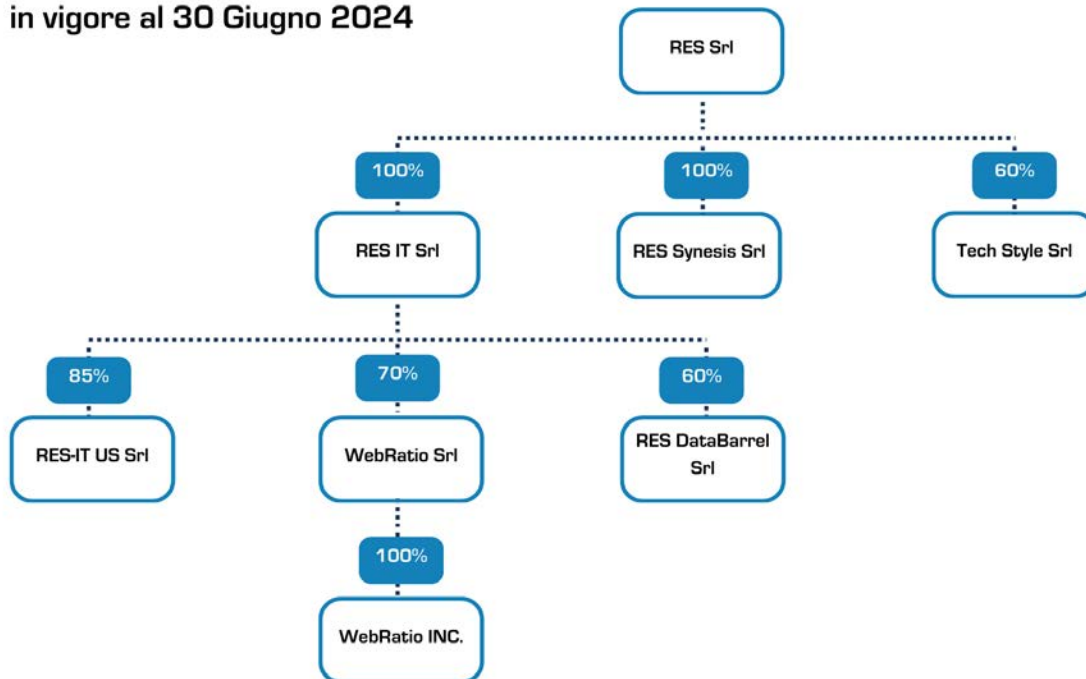 in vigore al 30 Giugno 2024
RES Srl
100%
100%
60%
RES IT Srl
RES Synesis Srl
Tech Style Srl
85%
70%
60%
RES-IT US Srl
WebRatio Srl
RES DataBarrel
Srl
100%
WebRatio INC.